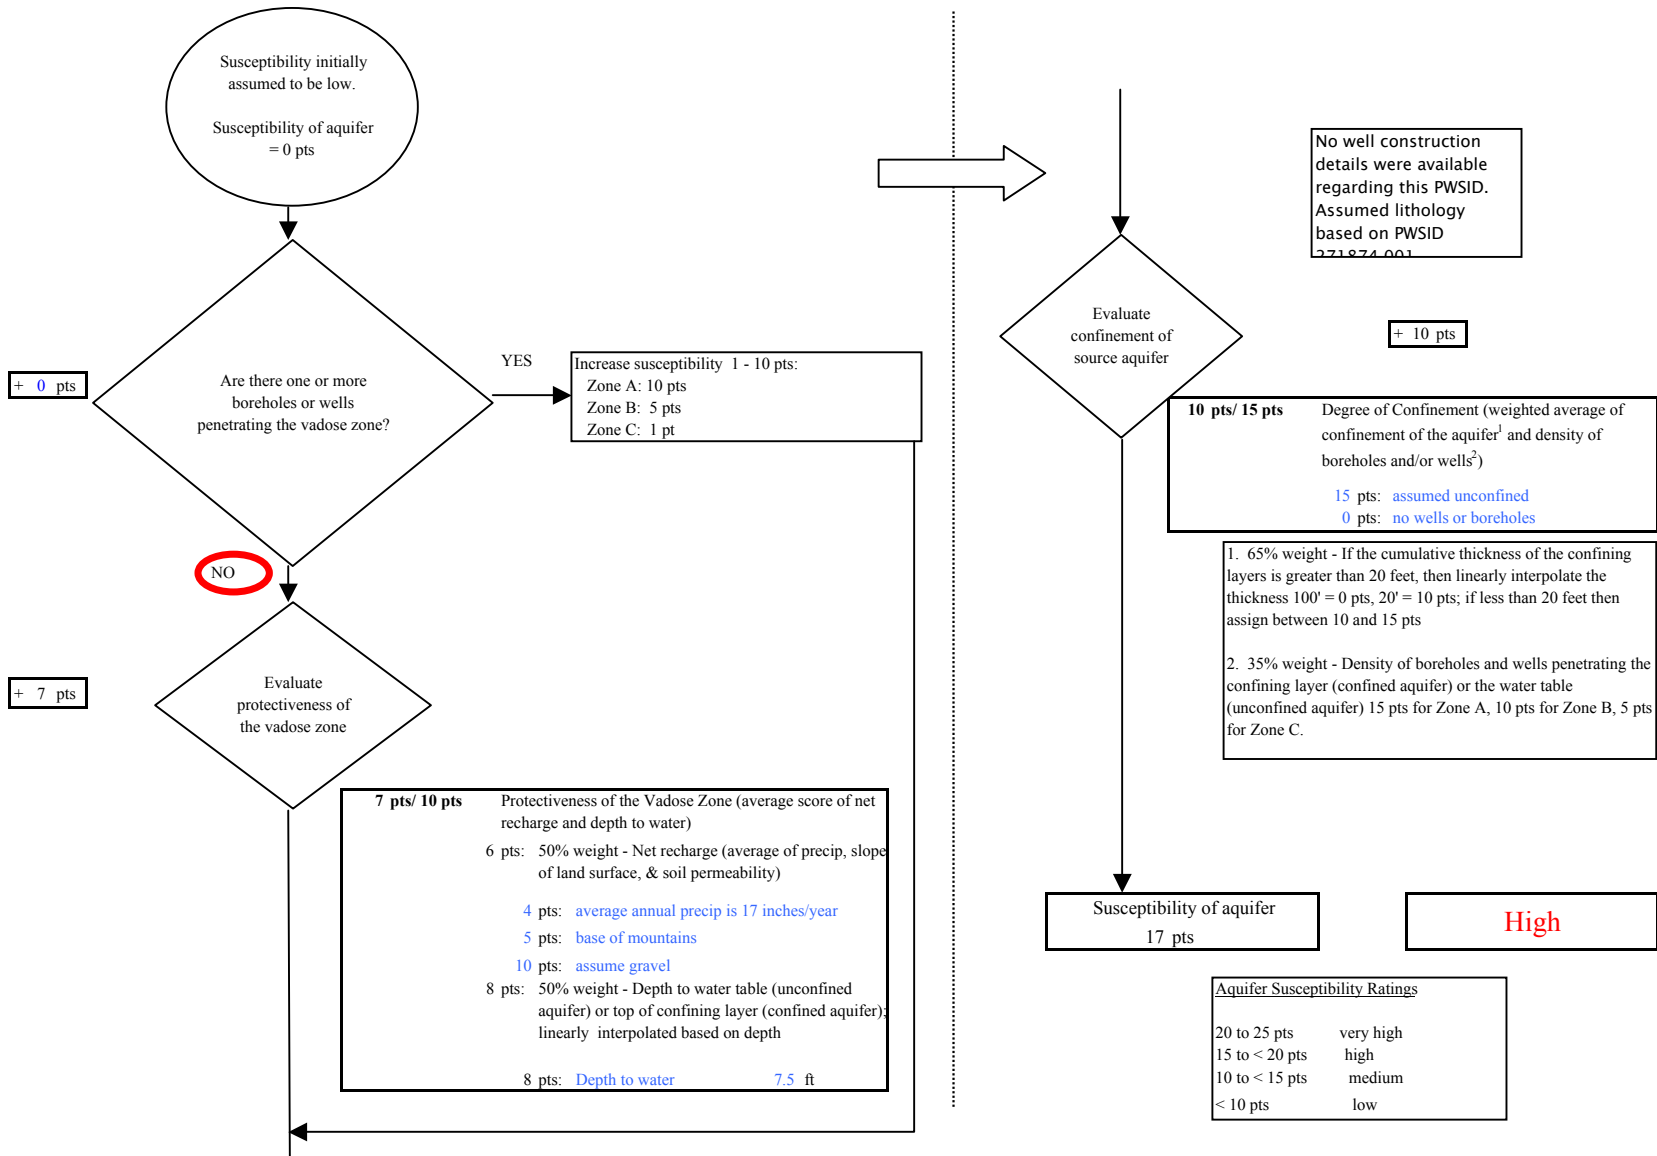 Susceptibility initially
assumed to be low.
Susceptibility of aquifer
= 0 pts
+ 0 pts
Are there one or more
boreholes or wells
penetrating the vadose zone?
YES
Increase susceptibility 1 - 10 pts:
Zone A: 10 pts
Zone B: 5 pts
Zone C: 1 pt
NO
+ 7 pts
Evaluate
protectiveness of
the vadose zone
7 pts/ 10 pts Protectiveness of the Vadose Zone (average score of net
recharge and depth to water)
6 pts: 50% weight - Net recharge (average of precip, slope
of land surface, & soil permeability)
4 pts: average annual precip is 17 inches/year
5 pts: base of mountains
10 pts: assume gravel
8 pts: 50% weight - Depth to water table (unconfined
aquifer) or top of confining layer (confined aquifer);
linearly interpolated based on depth
8 pts: Depth to water 7.5 ft
No well construction
details were available
regarding this PWSID.
Assumed lithology
based on PWSID
271874.001
Evaluate
confinement of
source aquifer
+ 10 pts
10 pts/ 15 pts Degree of Confinement (weighted average of
confinement of the aquifer1 and density of
boreholes and/or wells2)
15 pts: assumed unconfined
0 pts: no wells or boreholes
1. 65% weight - If the cumulative thickness of the confining
layers is greater than 20 feet, then linearly interpolate the
thickness 100' = 0 pts, 20' = 10 pts; if less than 20 feet then
assign between 10 and 15 pts
2. 35% weight - Density of boreholes and wells penetrating the
confining layer (confined aquifer) or the water table
(unconfined aquifer) 15 pts for Zone A, 10 pts for Zone B, 5 pts
for Zone C.
Susceptibility of aquifer
17 pts
High
Aquifer Susceptibility Ratings
20 to 25 pts very high
15 to < 20 pts high
10 to < 15 pts medium
< 10 pts low